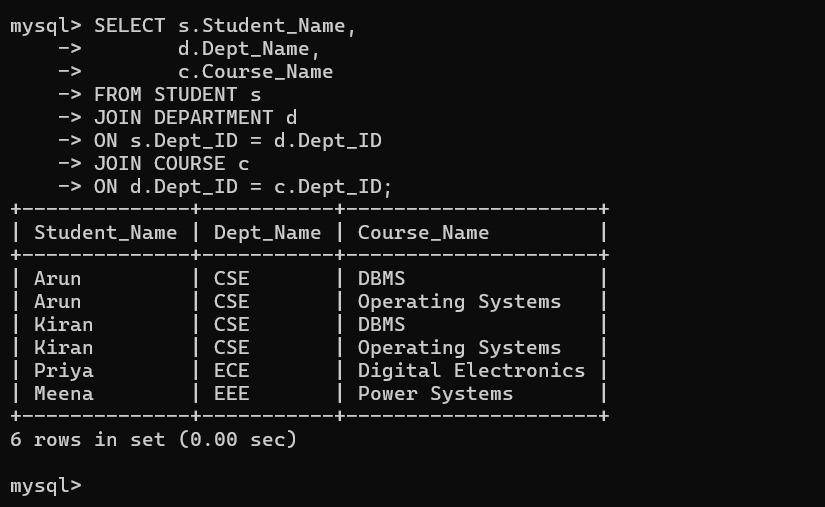 mysql> SELECT s.Student_Name,
    ->        d.Dept_Name,
    ->        c.Course_Name
    -> FROM STUDENT s
    -> JOIN DEPARTMENT d
    -> ON s.Dept_ID = d.Dept_ID
    -> JOIN COURSE c
    -> ON d.Dept_ID = c.Dept_ID;
+--------------+-----------+---------------------+
| Student_Name | Dept_Name | Course_Name         |
+--------------+-----------+---------------------+
| Arun         | CSE       | DBMS                |
| Arun         | CSE       | Operating Systems   |
| Kiran        | CSE       | DBMS                |
| Kiran        | CSE       | Operating Systems   |
| Priya        | ECE       | Digital Electronics |
| Meena        | EEE       | Power Systems       |
+--------------+-----------+---------------------+
6 rows in set (0.00 sec)

mysql>